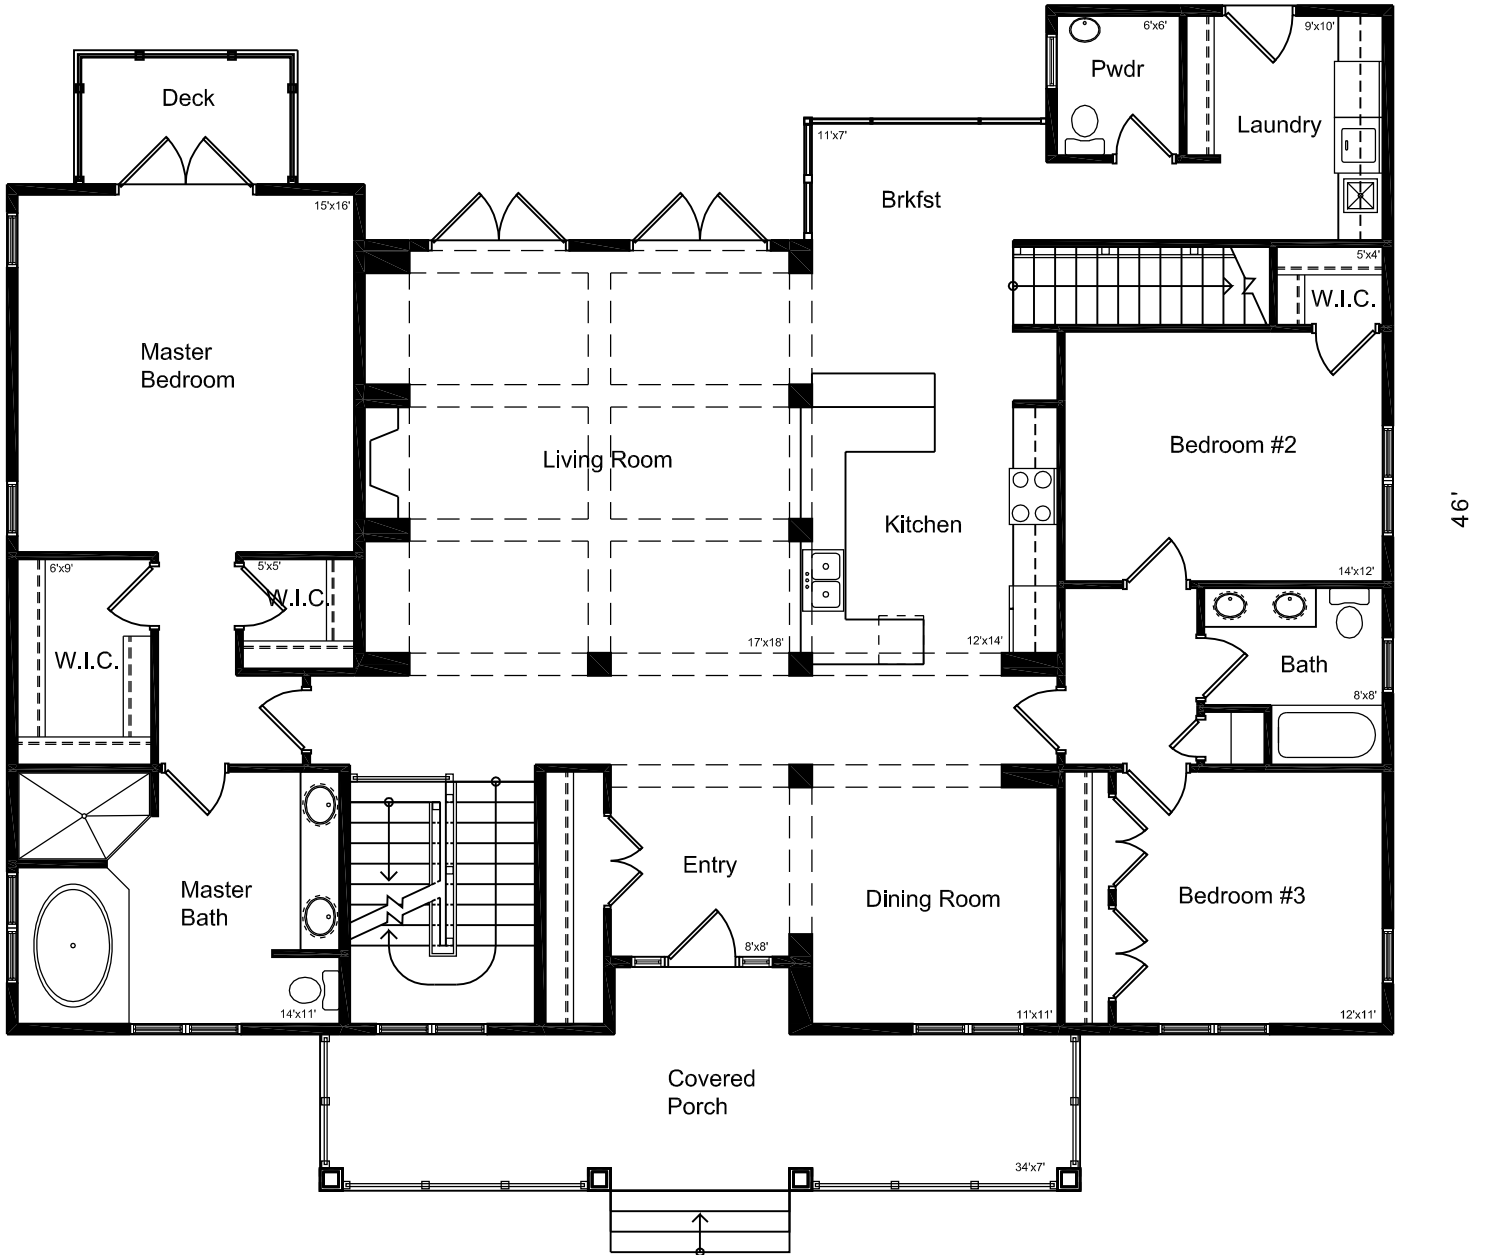 6'x6'
9'x10'
Pwdr
Deck
Laundry
11'x7'
Brkfst
15'x16'
5'x4'
W.I.C.
Master
Bedroom
Bedroom #2
Living Room
46'
Kitchen
6'x9'
5'x5'
14'x12'
W.I.C.
17'x18'
12'x14'
W.I.C.
Bath
8'x8'
Entry
Master
Bath
Dining Room
Bedroom #3
8'x8'
14'x11'
11'x11'
12'x11'
Covered
Porch
34'x7'